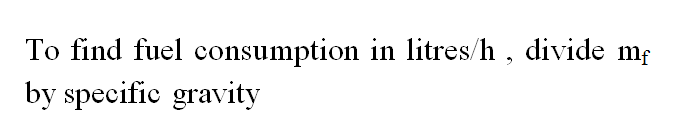 To find fuel consumption in litres/h , divide m_f
by specific gravity